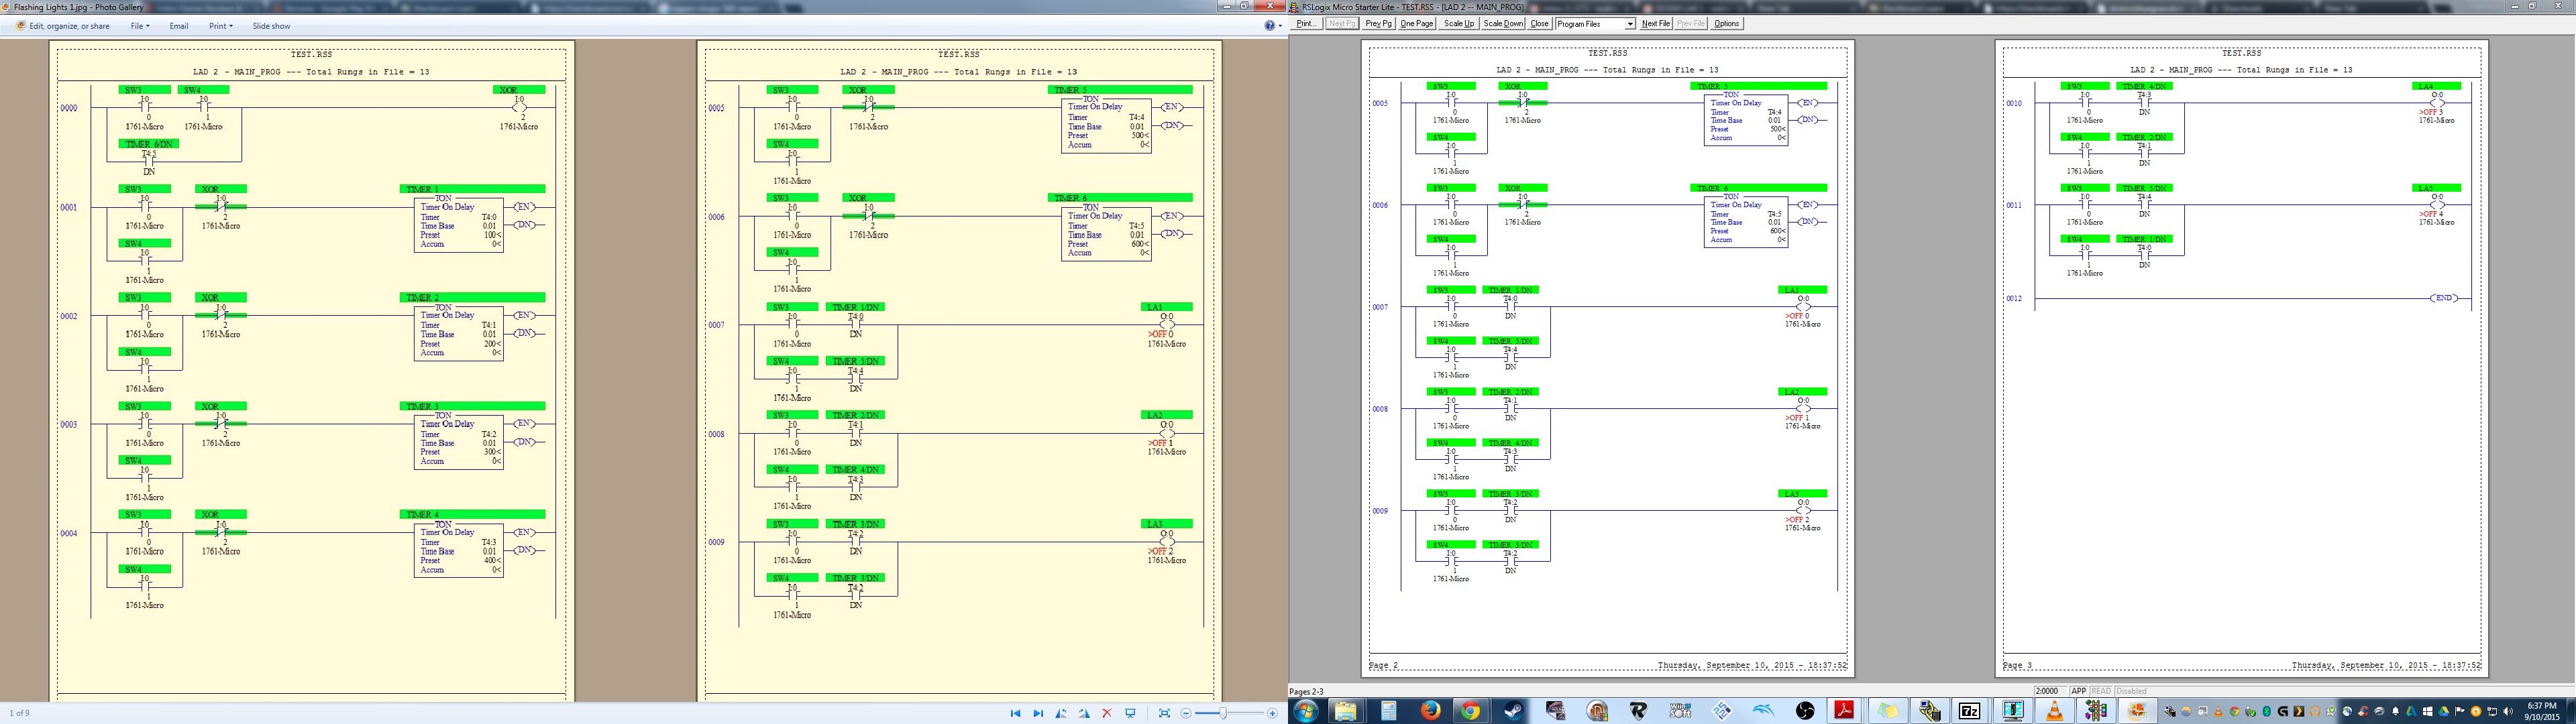 Flashing Lights 1.jpg - Photo Gallery
Edit, organize, or share File Email Print Slide show
TEST.RSS
LAD 2 - MAIN_PROG --- Total Rungs in File = 13
SW3 SW4 XOR
I:0 I:0 I:0
0000
0 1 2
1761-Micro 1761-Micro 1761-Micro
TIMER 6/DN
T4:5
DN
SW3 XOR TIMER 1
I:0 I:0 TON
0001 Timer On Delay EN
0 2 Timer T4:0
1761-Micro 1761-Micro Time Base 0.01 DN
Preset 100<
SW4 Accum 0<
I:0
1
1761-Micro
SW3 XOR TIMER 2
I:0 I:0 TON
0002 Timer On Delay EN
0 2 Timer T4:1
1761-Micro 1761-Micro Time Base 0.01 DN
Preset 200<
SW4 Accum 0<
I:0
1
1761-Micro
SW3 XOR TIMER 3
I:0 I:0 TON
0003 Timer On Delay EN
0 2 Timer T4:2
1761-Micro 1761-Micro Time Base 0.01 DN
Preset 300<
SW4 Accum 0<
I:0
1
1761-Micro
SW3 XOR TIMER 4
I:0 I:0 TON
0004 Timer On Delay EN
0 2 Timer T4:3
1761-Micro 1761-Micro Time Base 0.01 DN
Preset 400<
SW4 Accum 0<
I:0
1
1761-Micro
TEST.RSS
LAD 2 - MAIN_PROG --- Total Rungs in File = 13
SW3 XOR TIMER 5
I:0 I:0 TON
0005 Timer On Delay EN
0 2 Timer T4:4
1761-Micro 1761-Micro Time Base 0.01 DN
Preset 500<
SW4 Accum 0<
I:0
1
1761-Micro
SW3 XOR TIMER 6
I:0 I:0 TON
0006 Timer On Delay EN
0 2 Timer T4:5
1761-Micro 1761-Micro Time Base 0.01 DN
Preset 600<
SW4 Accum 0<
I:0
1
1761-Micro
SW3 TIMER 1/DN LA1
I:0 T4:0 O:0
0007
0 DN >OFF 0
1761-Micro 1761-Micro
SW4 TIMER 5/DN
I:0 T4:4
1 DN
1761-Micro
SW3 TIMER 2/DN LA2
I:0 T4:1 O:0
0008
0 DN >OFF 1
1761-Micro 1761-Micro
SW4 TIMER 4/DN
I:0 T4:3
1 DN
1761-Micro
SW3 TIMER 3/DN LA3
I:0 T4:2 O:0
0009
0 DN >OFF 2
1761-Micro 1761-Micro
SW4 TIMER 3/DN
I:0 T4:2
1 DN
1761-Micro
1 of 9
RSLogix Micro Starter Lite - TEST.RSS - [LAD 2 -- MAIN_PROG]
Print... Next Pg Prev Pg One Page Scale Up Scale Down Close Program Files Next File Prev File Options
TEST.RSS
LAD 2 - MAIN_PROG --- Total Rungs in File = 13
SW3 XOR TIMER 5
I:0 I:0 TON
0005 Timer On Delay EN
0 2 Timer T4:4
1761-Micro 1761-Micro Time Base 0.01 DN
Preset 500<
SW4 Accum 0<
I:0
1
1761-Micro
SW3 XOR TIMER 6
I:0 I:0 TON
0006 Timer On Delay EN
0 2 Timer T4:5
1761-Micro 1761-Micro Time Base 0.01 DN
Preset 600<
SW4 Accum 0<
I:0
1
1761-Micro
SW3 TIMER 1/DN LA1
I:0 T4:0 O:0
0007
0 DN >OFF 0
1761-Micro 1761-Micro
SW4 TIMER 5/DN
I:0 T4:4
1 DN
1761-Micro
SW3 TIMER 2/DN LA2
I:0 T4:1 O:0
0008
0 DN >OFF 1
1761-Micro 1761-Micro
SW4 TIMER 4/DN
I:0 T4:3
1 DN
1761-Micro
SW3 TIMER 3/DN LA3
I:0 T4:2 O:0
0009
0 DN >OFF 2
1761-Micro 1761-Micro
SW4 TIMER 3/DN
I:0 T4:2
1 DN
1761-Micro
Page 2 Thursday, September 10, 2015 - 18:37:52
TEST.RSS
LAD 2 - MAIN_PROG --- Total Rungs in File = 13
SW3 TIMER 4/DN LA4
I:0 T4:3 O:0
0010
0 DN >OFF 3
1761-Micro 1761-Micro
SW4 TIMER 2/DN
I:0 T4:1
1 DN
1761-Micro
SW3 TIMER 5/DN LA5
I:0 T4:4 O:0
0011
0 DN >OFF 4
1761-Micro 1761-Micro
SW4 TIMER 1/DN
I:0 T4:0
1 DN
1761-Micro
0012 END
Page 3 Thursday, September 10, 2015 - 18:37:52
Pages 2-3 2:0000 APP READ Disabled
6:37 PM
9/10/2015